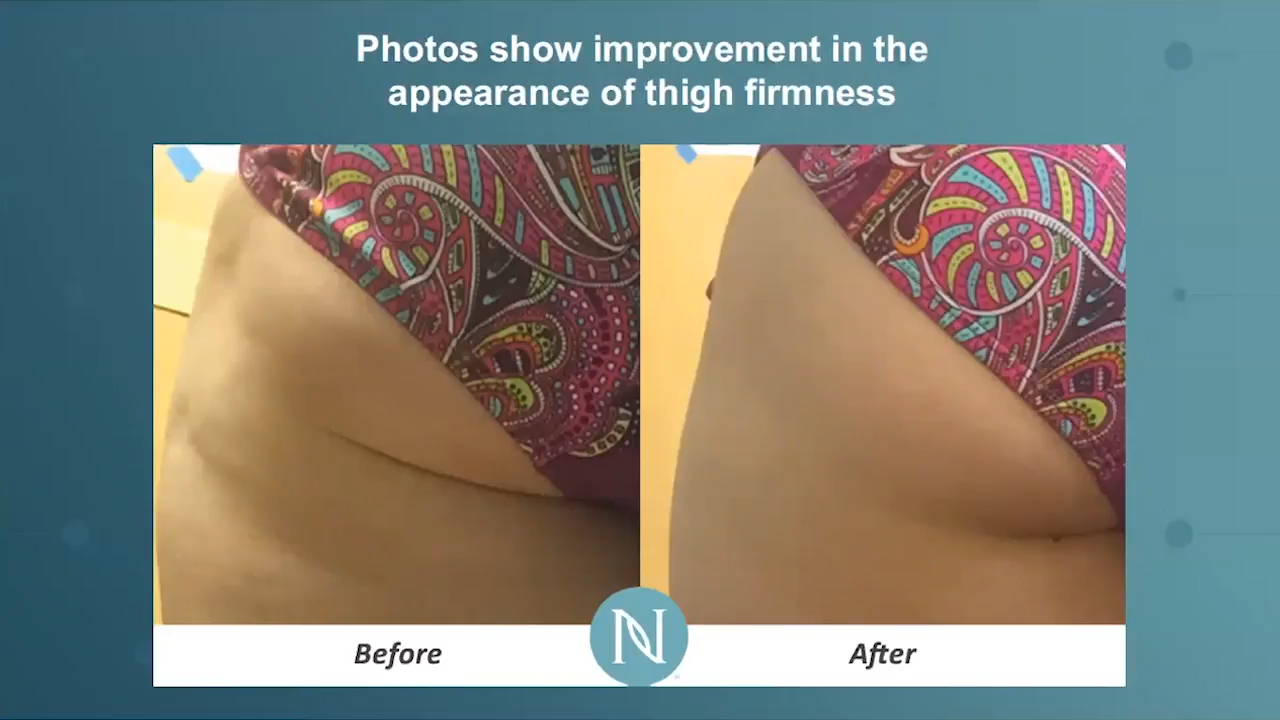 Photos show improvement in the
appearance of thigh firmness
Before
N
After